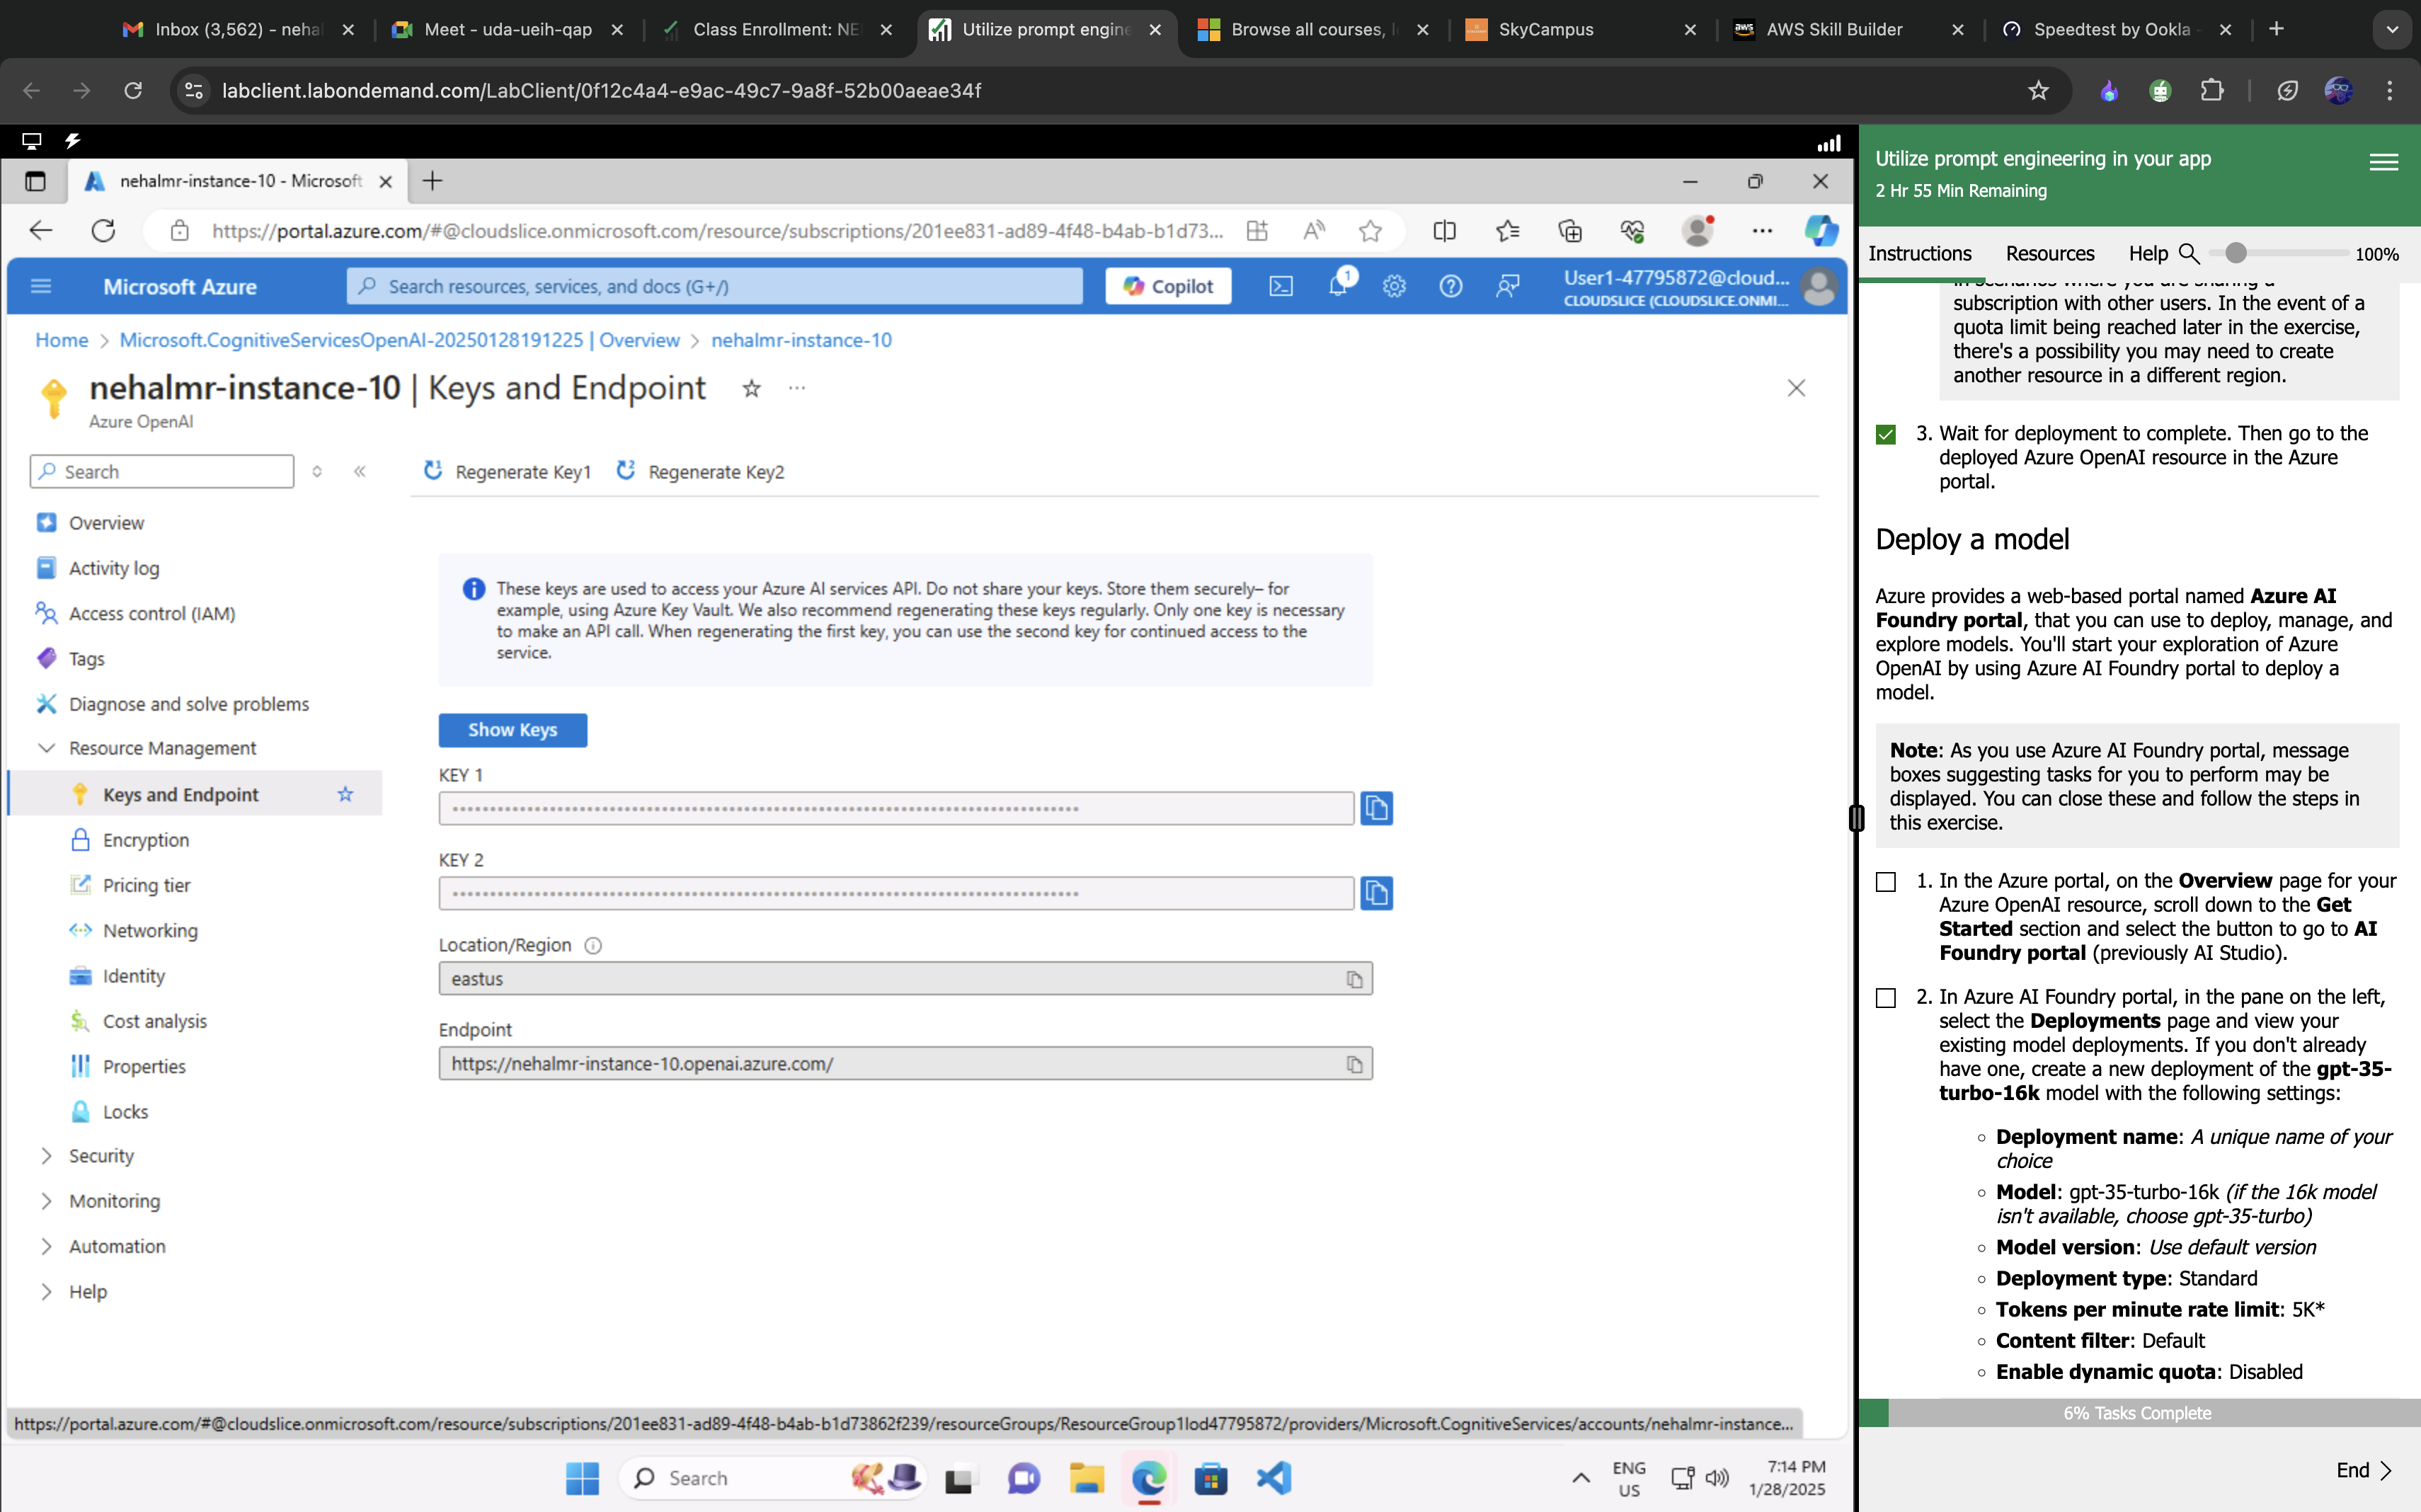 Inbox (3,562) - neha
Meet - uda-ueih-qap
Class Enrollment: NE
Utilize prompt engine
Browse all courses, l
SkyCampus
AWS Skill Builder
Speedtest by Ookla -
labclient.labondemand.com/LabClient/0f12c4a4-e9ac-49c7-9a8f-52b00aeae34f
nehalmr-instance-10 - Microsoft
https://portal.azure.com/#@cloudslice.onmicrosoft.com/resource/subscriptions/201ee831-ad89-4f48-b4ab-b1d73...
Microsoft Azure
Search resources, services, and docs (G+/)
Copilot
1
User1-47795872@cloud...
CLOUDSLICE (CLOUDSLICE.ONMI...
Home > Microsoft.CognitiveServicesOpenAI-20250128191225 | Overview > nehalmr-instance-10
nehalmr-instance-10 | Keys and Endpoint
Azure OpenAI
Search
Regenerate Key1
Regenerate Key2
Overview
Activity log
Access control (IAM)
Tags
Diagnose and solve problems
Resource Management
Keys and Endpoint
Encryption
Pricing tier
Networking
Identity
Cost analysis
Properties
Locks
Security
Monitoring
Automation
Help
These keys are used to access your Azure AI services API. Do not share your keys. Store them securely– for
example, using Azure Key Vault. We also recommend regenerating these keys regularly. Only one key is necessary
to make an API call. When regenerating the first key, you can use the second key for continued access to the
service.
Show Keys
KEY 1
KEY 2
Location/Region
eastus
Endpoint
https://nehalmr-instance-10.openai.azure.com/
https://portal.azure.com/#@cloudslice.onmicrosoft.com/resource/subscriptions/201ee831-ad89-4f48-b4ab-b1d73862f239/resourceGroups/ResourceGroup1lod47795872/providers/Microsoft.CognitiveServices/accounts/nehalmr-instance...
Search
ENG
US
7:14 PM
1/28/2025
Utilize prompt engineering in your app
2 Hr 55 Min Remaining
Instructions
Resources
Help
100%
in scenarios where you are sharing a
subscription with other users. In the event of a
quota limit being reached later in the exercise,
there's a possibility you may need to create
another resource in a different region.
3. Wait for deployment to complete. Then go to the
deployed Azure OpenAI resource in the Azure
portal.
Deploy a model
Azure provides a web-based portal named Azure AI
Foundry portal, that you can use to deploy, manage, and
explore models. You'll start your exploration of Azure
OpenAI by using Azure AI Foundry portal to deploy a
model.
Note: As you use Azure AI Foundry portal, message
boxes suggesting tasks for you to perform may be
displayed. You can close these and follow the steps in
this exercise.
1. In the Azure portal, on the Overview page for your
Azure OpenAI resource, scroll down to the Get
Started section and select the button to go to AI
Foundry portal (previously AI Studio).
2. In Azure AI Foundry portal, in the pane on the left,
select the Deployments page and view your
existing model deployments. If you don't already
have one, create a new deployment of the gpt-35-
turbo-16k model with the following settings:
Deployment name: A unique name of your
choice
Model: gpt-35-turbo-16k (if the 16k model
isn't available, choose gpt-35-turbo)
Model version: Use default version
Deployment type: Standard
Tokens per minute rate limit: 5K*
Content filter: Default
Enable dynamic quota: Disabled
6% Tasks Complete
End